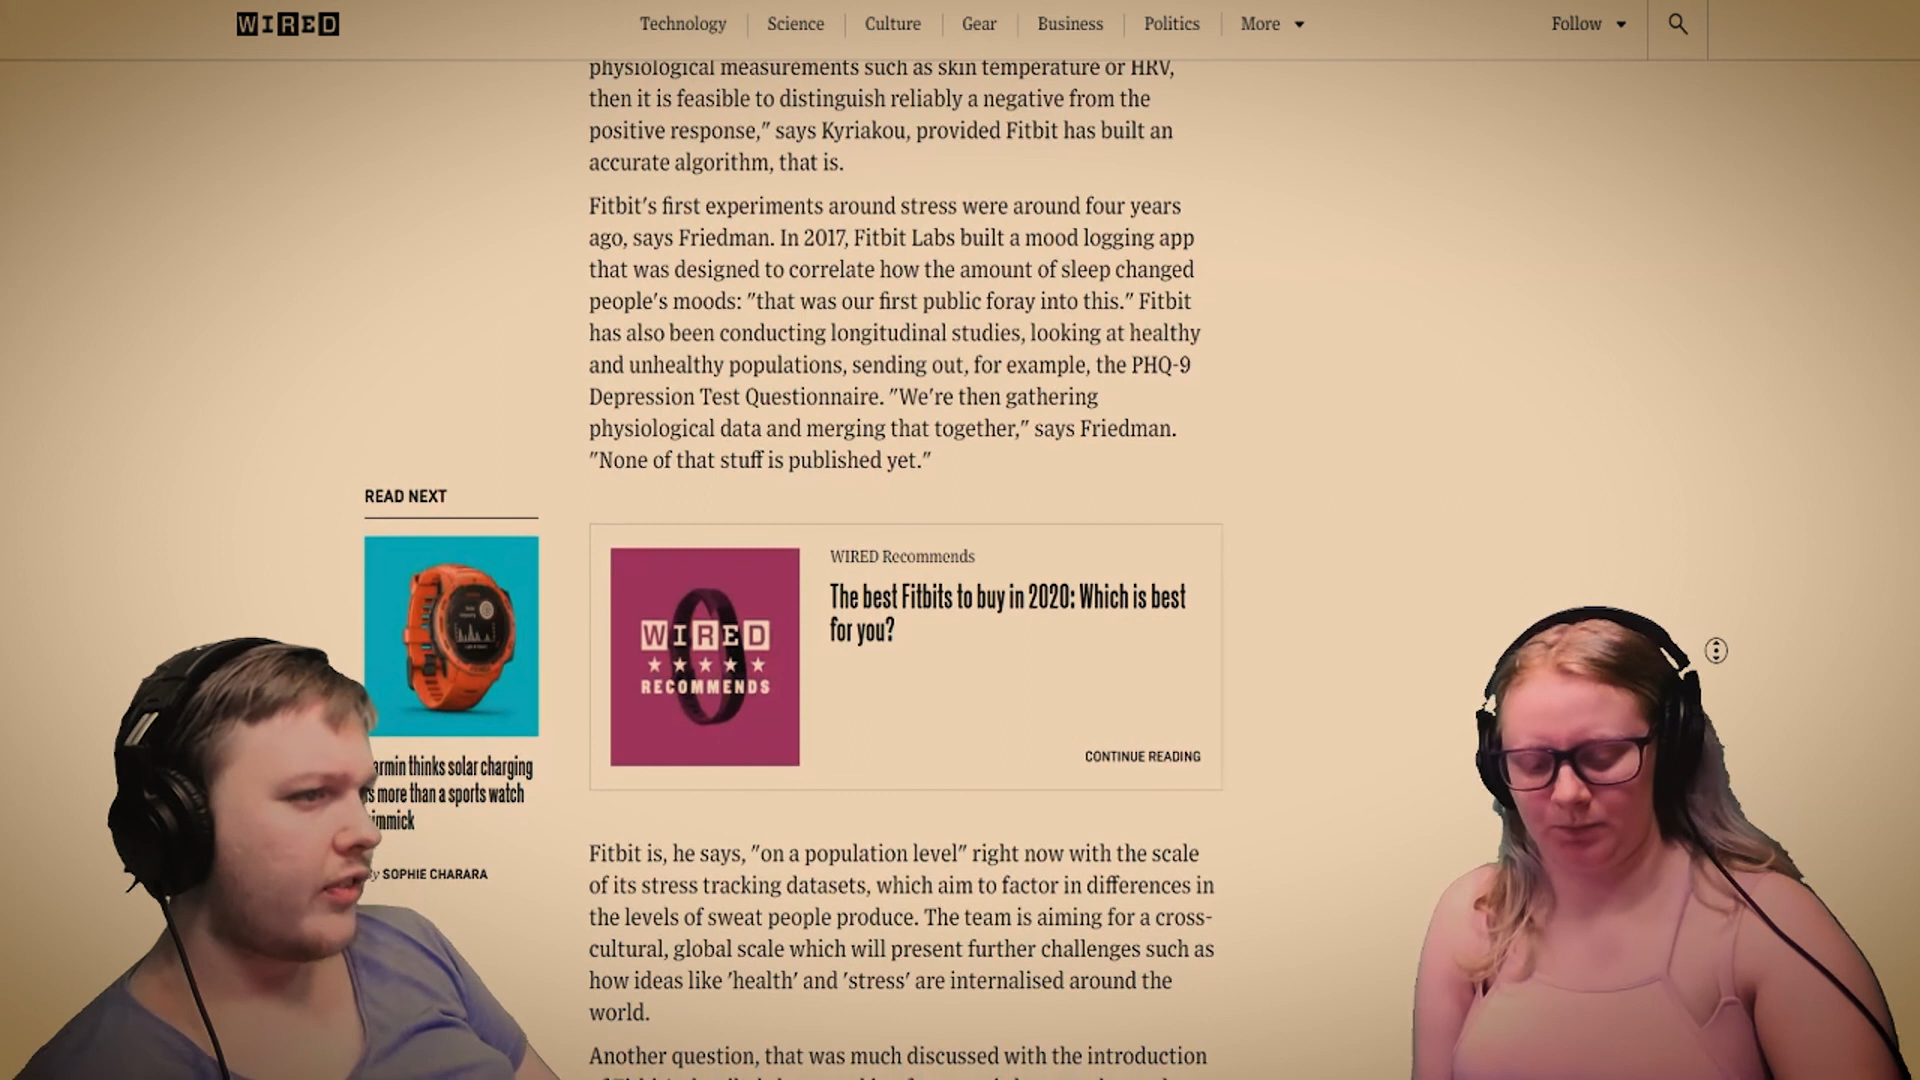 WIRED
Technology
Science
Culture
Gear
Business
Politics
More
Follow
physiological measurements such as skin temperature or HRV,
then it is feasible to distinguish reliably a negative from the
positive response," says Kyriakou, provided Fitbit has built an
accurate algorithm, that is.
Fitbit's first experiments around stress were around four years
ago, says Friedman. In 2017, Fitbit Labs built a mood logging app
that was designed to correlate how the amount of sleep changed
people's moods: "that was our first public foray into this." Fitbit
has also been conducting longitudinal studies, looking at healthy
and unhealthy populations, sending out, for example, the PHQ-9
Depression Test Questionnaire. "We're then gathering
physiological data and merging that together," says Friedman.
"None of that stuff is published yet."
READ NEXT
armin thinks solar charging
is more than a sports watch
immick
By SOPHIE CHARARA
WIRED
RECOMMENDS
WIRED Recommends
The best Fitbits to buy in 2020: Which is best
for you?
CONTINUE READING
Fitbit is, he says, "on a population level" right now with the scale
of its stress tracking datasets, which aim to factor in differences in
the levels of sweat people produce. The team is aiming for a cross-
cultural, global scale which will present further challenges such as
how ideas like 'health' and 'stress' are internalised around the
world.
Another question, that was much discussed with the introduction